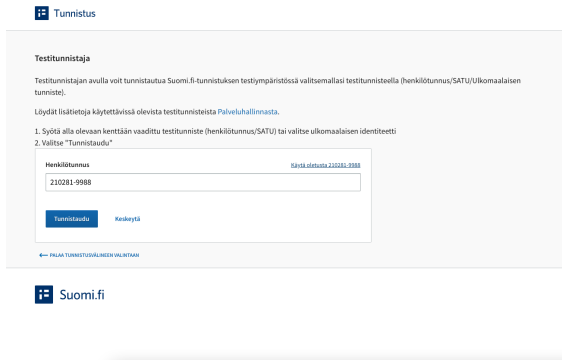 Tunnistus
Testitunnistaja
Testitunnistajan avulla voit tunnistautua Suomi.fi-tunnistuksen testiympäristössä valitsemallasi testitunnisteella (henkilötunnus/SATU/Ulkomaalaisen
tunniste).
Löydät lisätietoja käytettävissä olevista testitunnisteista Palveluhallinnasta.
1. Syötä alla olevaan kenttään vaadittu testitunniste (henkilötunnus/SATU) tai valitse ulkomaalaisen identiteetti
2. Valitse "Tunnistaudu"
Henkilötunnus Käytä oletusta 210281-9988
210281-9988
Tunnistaudu Keskeytä
← PALAA TUNNISTUSVÄLINEEN VALINTAAN
Suomi.fi